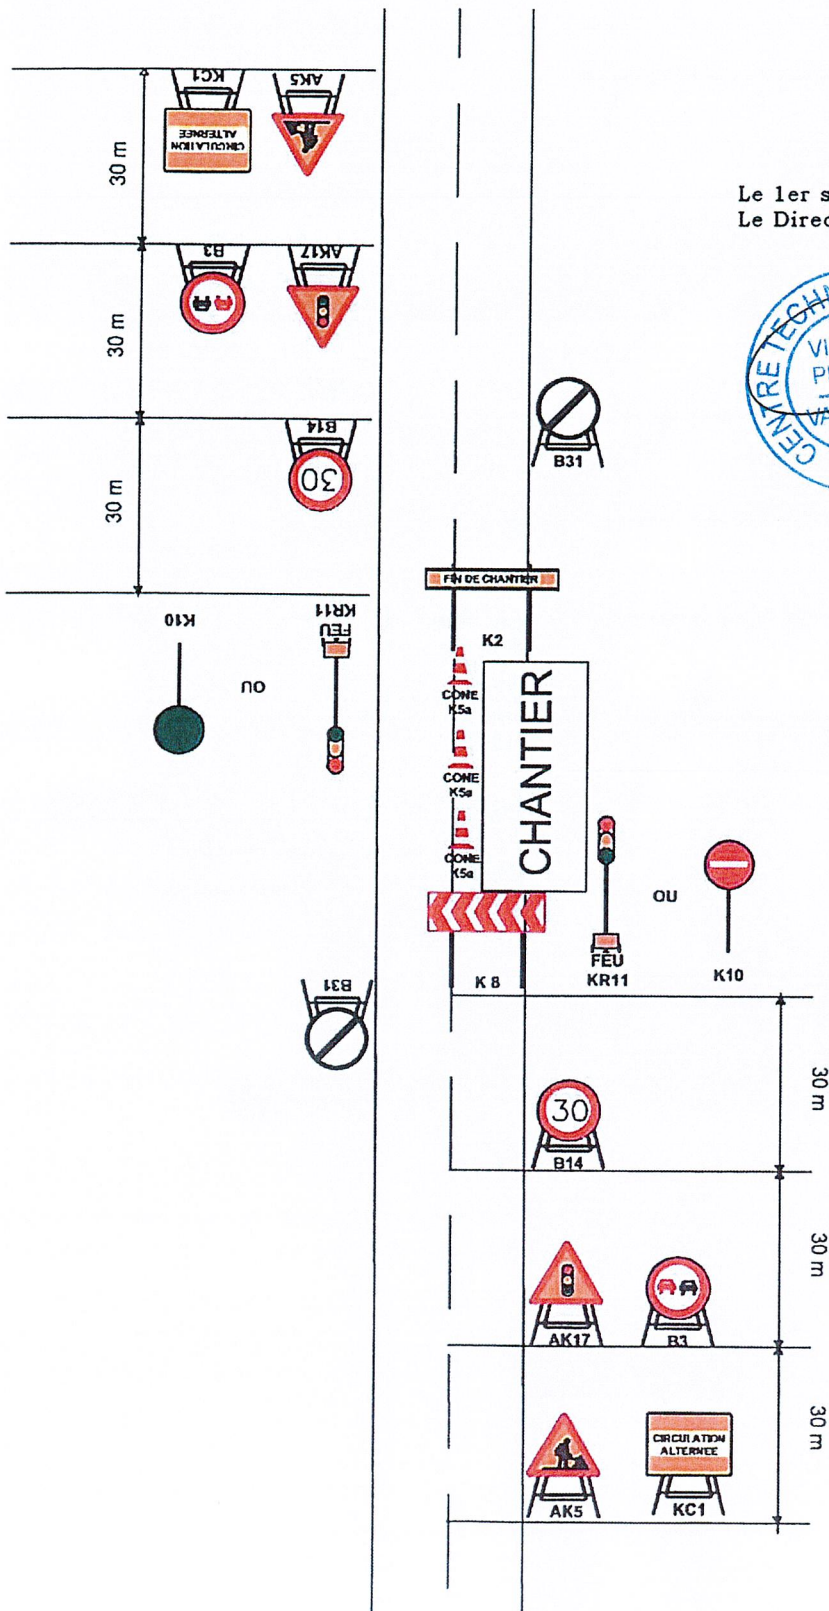 KC1
AK5
CIRCULATION
ALTERNEE
30 m
Le 1er
Le Direc
B3
AK17
30 m
CENTRE TECHN
B31
B14
30
30 m
FIN DE CHANTIER
K10
KR11
FEU
OU
K2
CONE
K5a
CONE
K5a
CONE
K5a
CHANTIER
OU
FEU
KR11
K10
K 8
B31
30 m
30
B14
30 m
AK17
B3
30 m
CIRCULATION
ALTERNEE
AK5
KC1